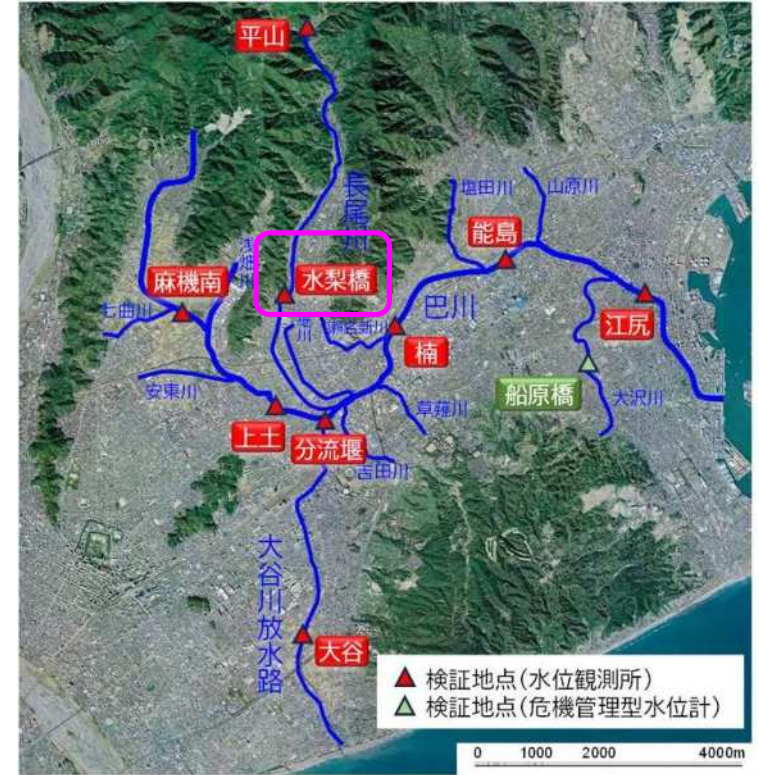 平山
長尾川
塩田川
山原川
能島
浅畑川
水梨橋
麻機南
巴川
七曲川
江尻
楠
船原橋
大沢川
安東川
草薙川
上土
分流堰
吉田川
大谷川放水路
大谷
検証地点(水位観測所)
検証地点(危機管理型水位計)
0 1000 2000 4000m